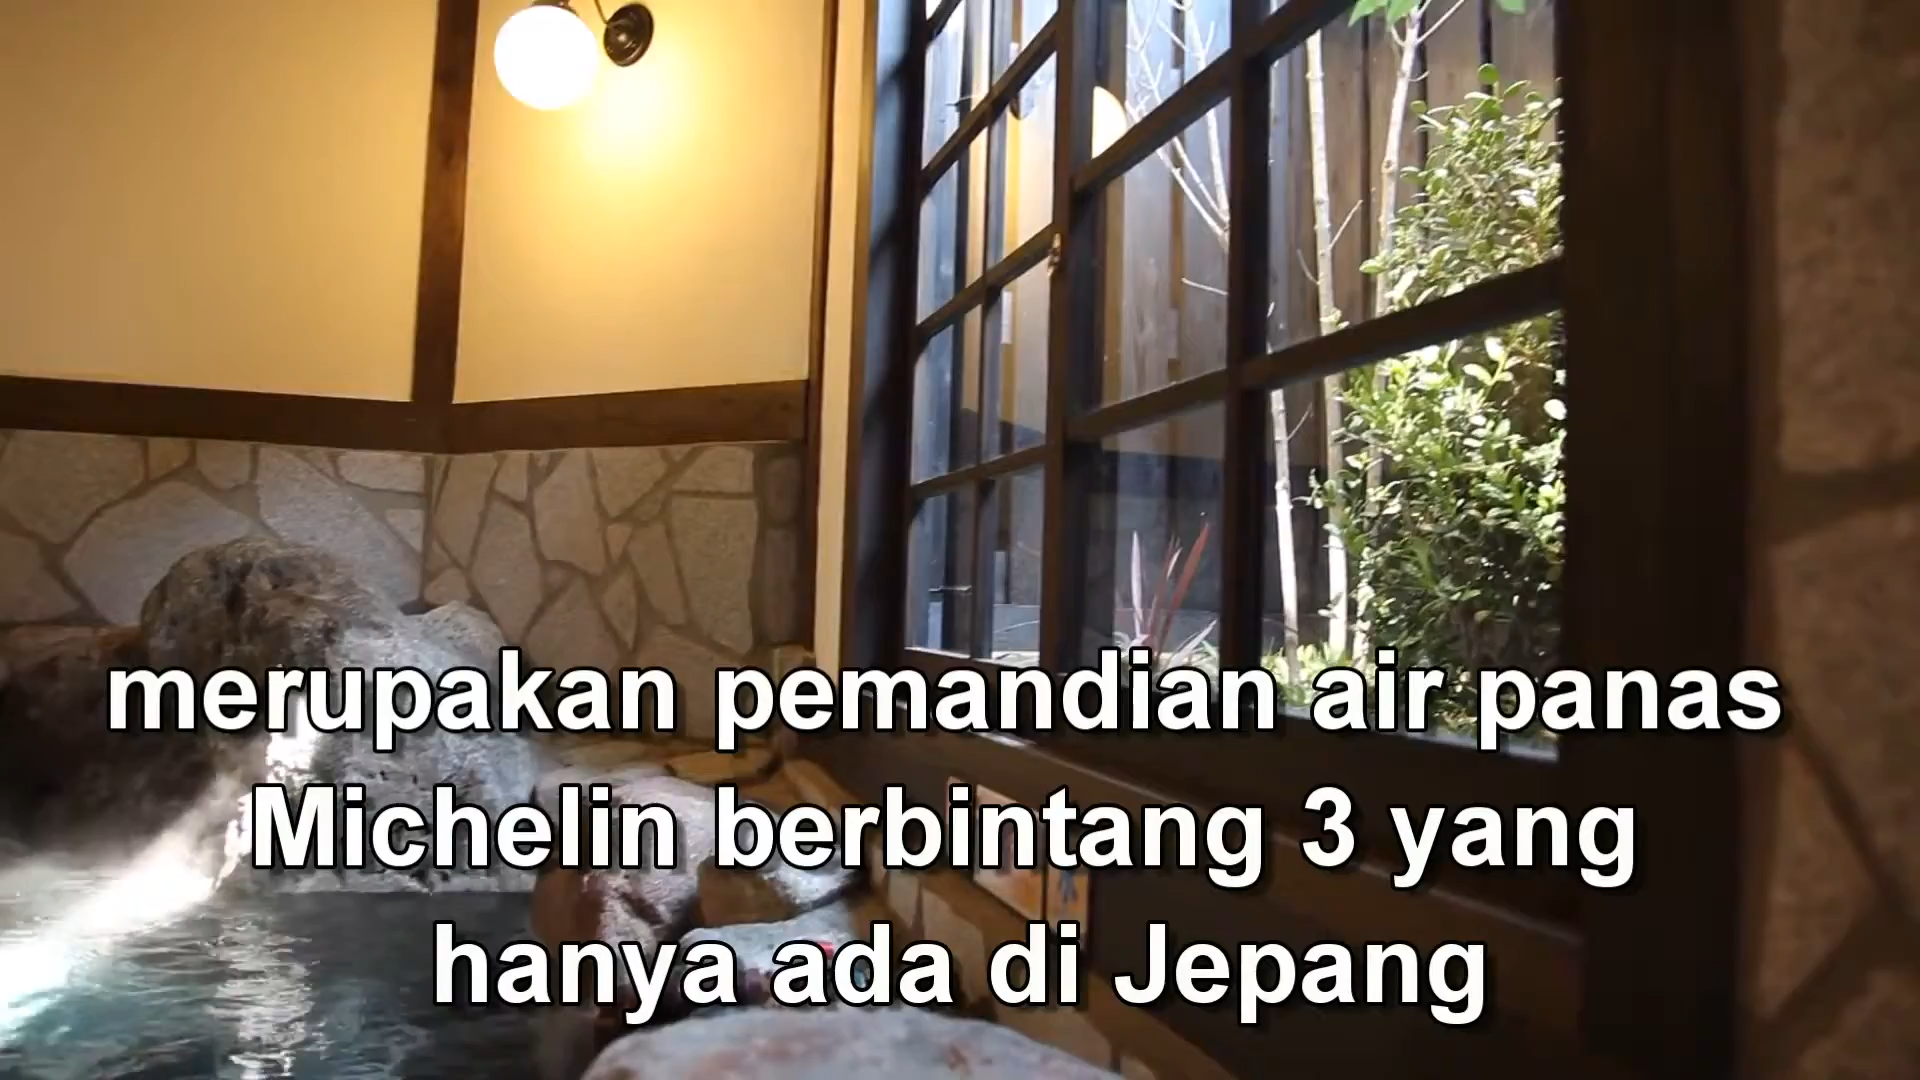 merupakan pemandian air panas
Michelin berbintang 3 yang
hanya ada di Jepang